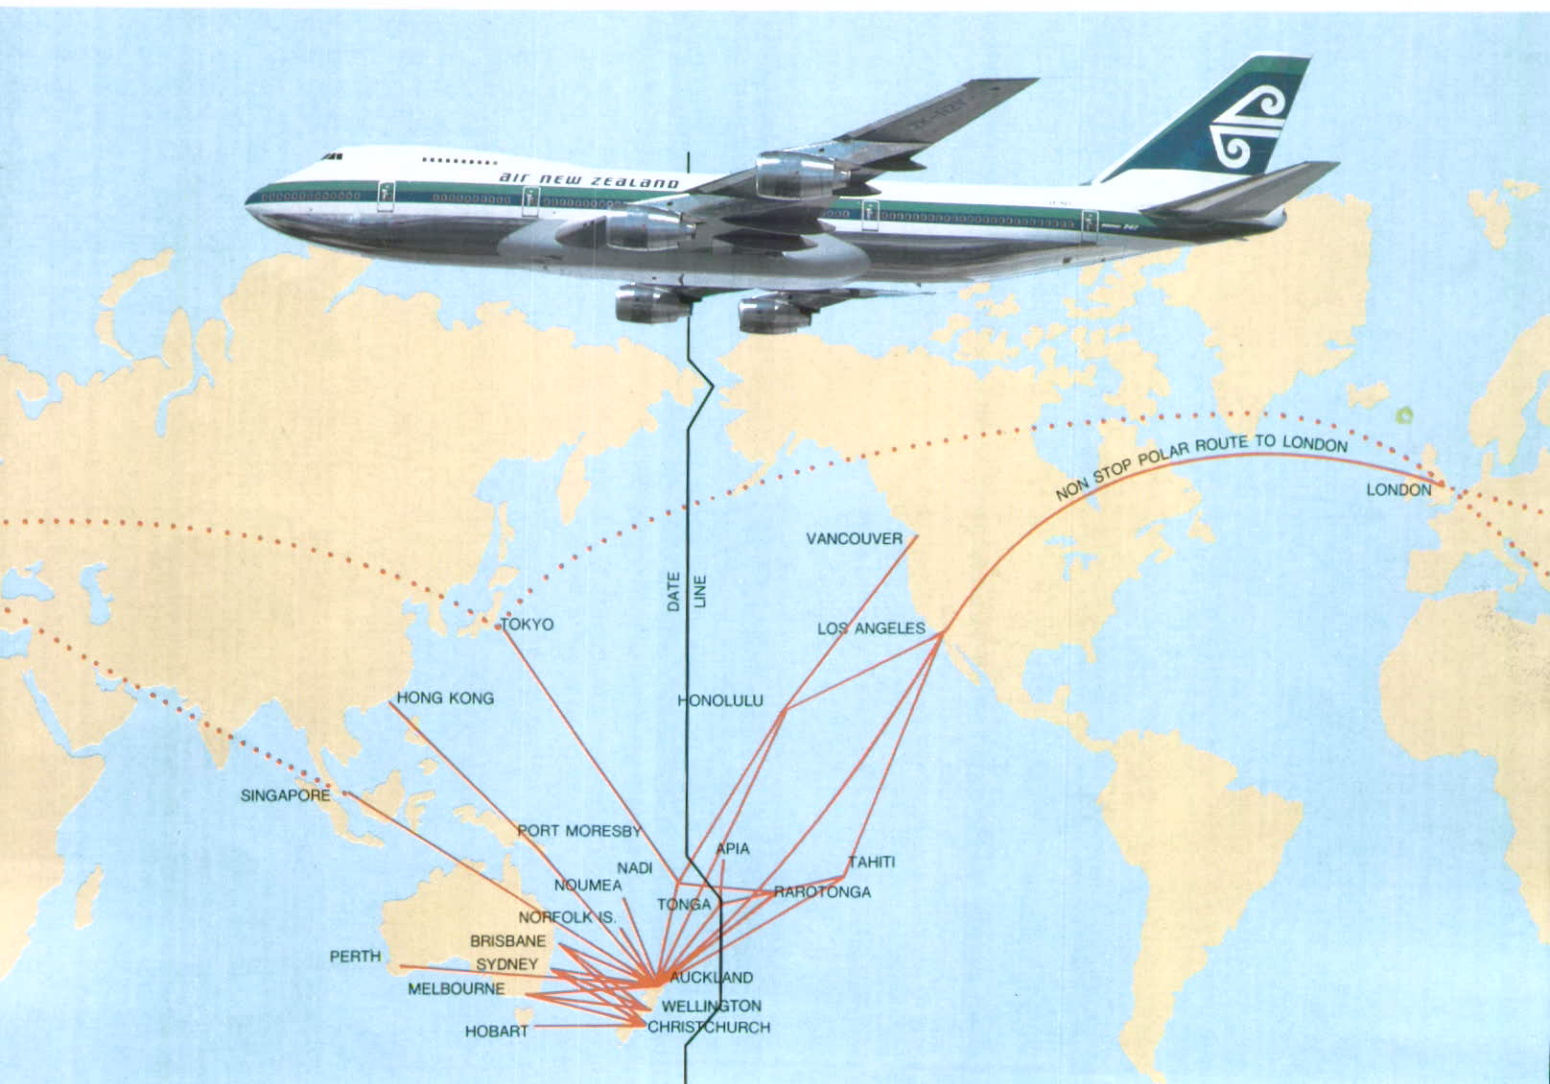 air new zealand
NON STOP POLAR ROUTE TO LONDON
LONDON
VANCOUVER
DATE
LINE
TOKYO
LOS ANGELES
HONG KONG
HONOLULU
SINGAPORE
PORT MORESBY
APIA
NADI
TAHITI
NOUMEA
RAROTONGA
TONGA
NORFOLK IS.
BRISBANE
PERTH
SYDNEY
AUCKLAND
MELBOURNE
WELLINGTON
CHRISTCHURCH
HOBART